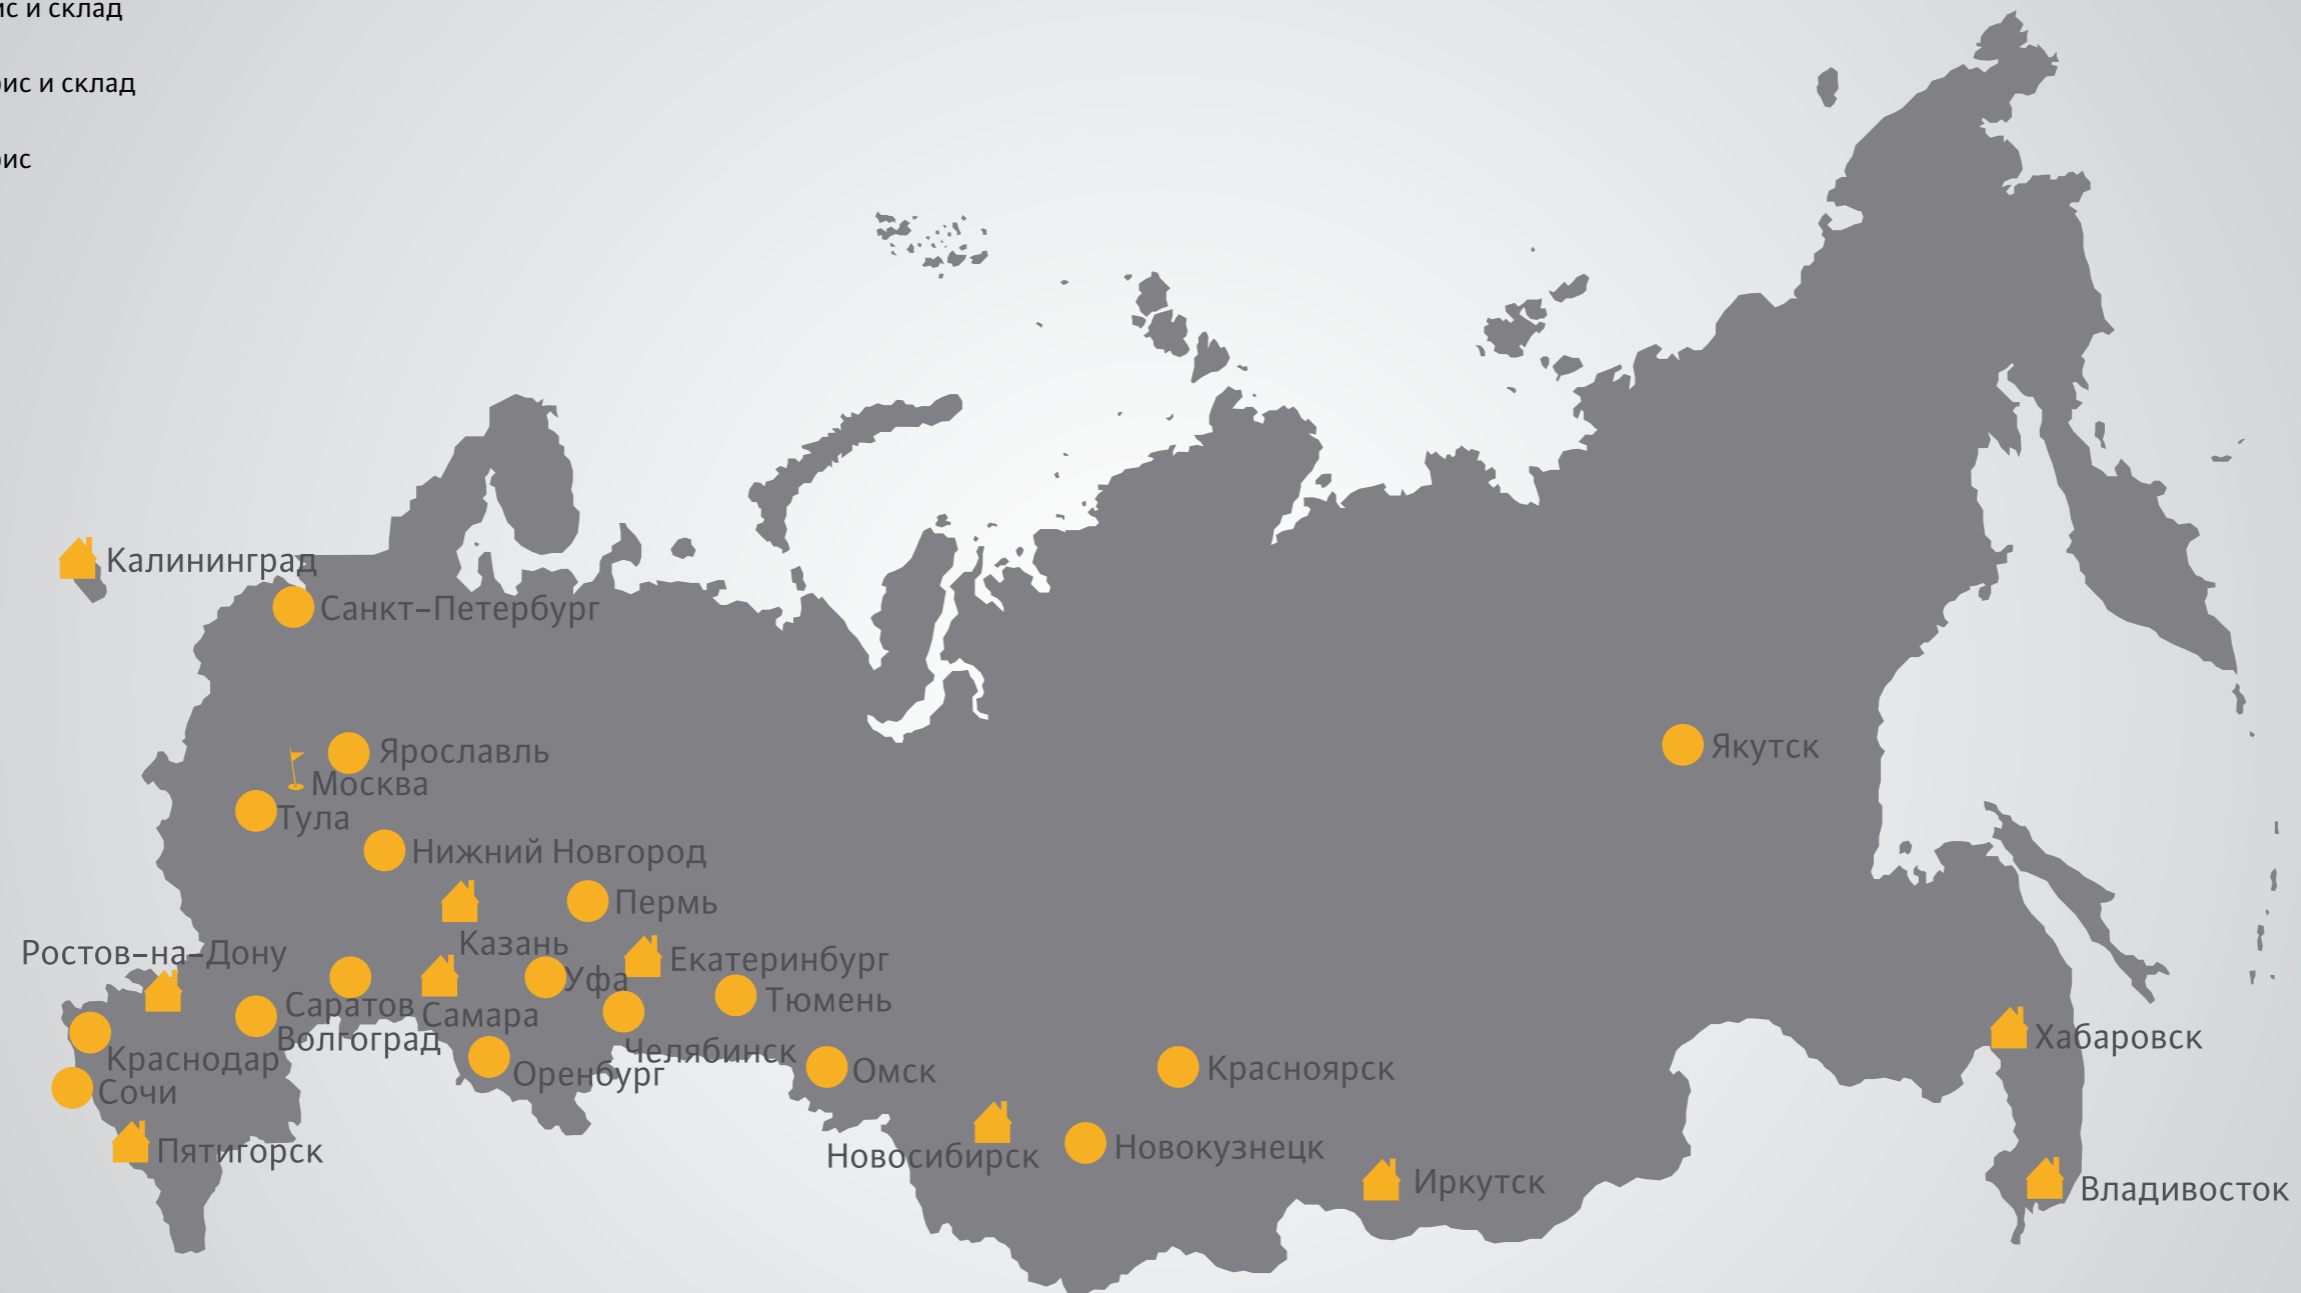 ис и склад
ис и склад
ис
Калининград
Санкт-Петербург
Ярославль
Москва
Тула
Якутск
Нижний Новгород
Пермь
Казань
Ростов-на-Дону
Екатеринбург
Уфа
Тюмень
Саратов
Самара
Волгоград
Хабаровск
Челябинск
Краснодар
Оренбург
Омск
Красноярск
Сочи
Пятигорск
Новосибирск
Новокузнецк
Иркутск
Владивосток